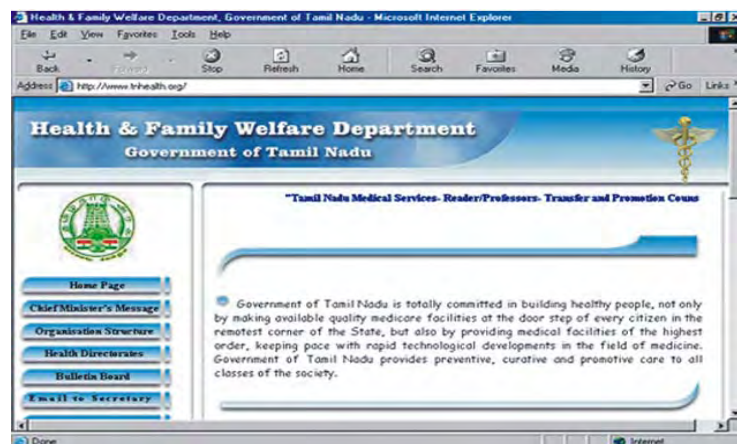 Health & Family Welfare Department, Government of Tamil Nadu - Microsoft Internet Explorer
File Edit View Favorites Tools Help
Back Forward Stop Refresh Home Search Favorites Media History
Address http://www.tnhealth.org/ Go Links
Health & Family Welfare Department
Government of Tamil Nadu
"Tamil Nadu Medical Services- Reader/Professors- Transfer and Promotion Couns
Home Page
Chief Minister's Message
Organisation Structure
Health Directorates
Bulletin Board
Email to Secretary
Government of Tamil Nadu is totally committed in building healthy people, not only
by making available quality medicare facilities at the door step of every citizen in the
remotest corner of the State, but also by providing medical facilities of the highest
order, keeping pace with rapid technological developments in the field of medicine.
Government of Tamil Nadu provides preventive, curative and promotive care to all
classes of the society.
Done Internet